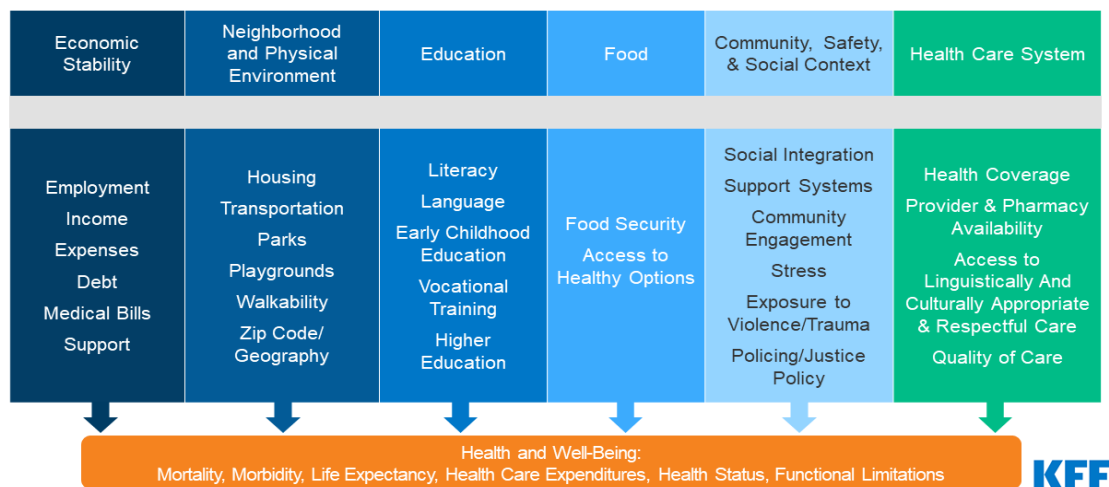 Economic
Stability
Neighborhood
and Physical
Environment
Education
Food
Community, Safety,
& Social Context
Health Care System
Employment
Income
Expenses
Debt
Medical Bills
Support
Housing
Transportation
Parks
Playgrounds
Walkability
Zip Code/
Geography
Literacy
Language
Early Childhood
Education
Vocational
Training
Higher
Education
Food Security
Access to
Healthy Options
Social Integration
Support Systems
Community
Engagement
Stress
Exposure to
Violence/Trauma
Policing/Justice
Policy
Health Coverage
Provider & Pharmacy
Availability
Access to
Linguistically And
Culturally Appropriate
& Respectful Care
Quality of Care
Health and Well-Being:
Mortality, Morbidity, Life Expectancy, Health Care Expenditures, Health Status, Functional Limitations
KFF